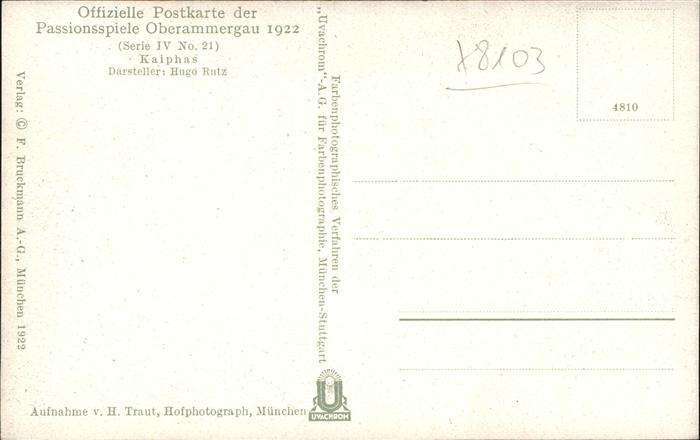 Offizielle Postkarte der
Passionsspiele Oberammergau 1922
(Serie IV No. 21)
Kaiphas
Darsteller: Hugo Rutz
Verlag: © F. Bruckmann A.-G., München 1922
Aufnahme v. H. Traut, Hofphotograph, München
Farbenphotographisches Verfahren der
„Uvachrom"-A.G. für Farbenphotographie, München-Stuttgart
U
UVACHROM
78103
4810